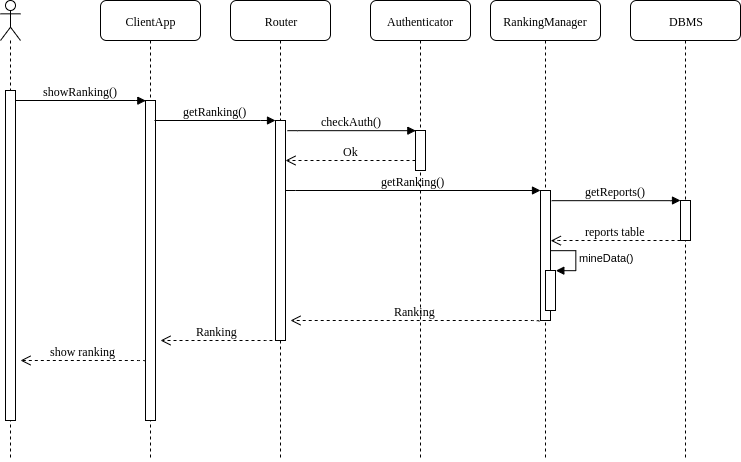 ClientApp
Router
Authenticator
RankingManager
DBMS
showRanking()
getRanking()
checkAuth()
Ok
getRanking()
getReports()
reports table
mineData()
Ranking
Ranking
show ranking